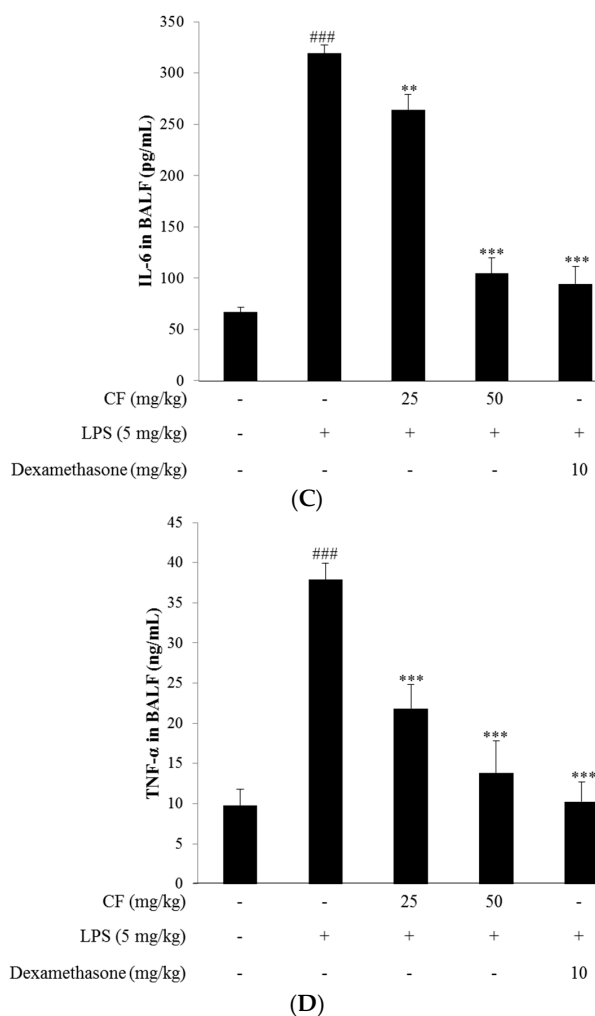 IL-6 in BALF (pg/mL)
350
300
250
200
150
100
50
0
###
**
***
***
CF (mg/kg) - - 25 50 -
LPS (5 mg/kg) - + + + +
Dexamethasone (mg/kg) - - - - 10
(C)
TNF-α in BALF (ng/mL)
45
40
35
30
25
20
15
10
5
0
###
***
***
***
CF (mg/kg) - - 25 50 -
LPS (5 mg/kg) - + + + +
Dexamethasone (mg/kg) - - - - 10
(D)